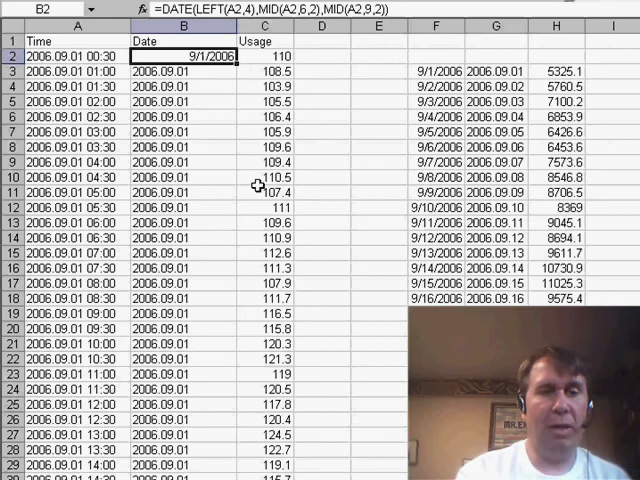 B2 =DATE(LEFT(A2,4),MID(A2,6,2),MID(A2,9,2))
A B C D E F G H I
1 Time Date Usage
2 2006.09.01 00:30 9/1/2006 110
3 2006.09.01 01:00 2006.09.01 108.5 9/1/2006 2006.09.01 5325.1
4 2006.09.01 01:30 2006.09.01 103.9 9/2/2006 2006.09.02 5760.5
5 2006.09.01 02:00 2006.09.01 105.5 9/3/2006 2006.09.03 7100.2
6 2006.09.01 02:30 2006.09.01 106.4 9/4/2006 2006.09.04 6853.9
7 2006.09.01 03:00 2006.09.01 105.9 9/5/2006 2006.09.05 6426.6
8 2006.09.01 03:30 2006.09.01 109.6 9/6/2006 2006.09.06 6453.6
9 2006.09.01 04:00 2006.09.01 109.4 9/7/2006 2006.09.07 7573.6
10 2006.09.01 04:30 2006.09.01 110.5 9/8/2006 2006.09.08 8546.8
11 2006.09.01 05:00 2006.09.01 107.4 9/9/2006 2006.09.09 8706.5
12 2006.09.01 05:30 2006.09.01 111 9/10/2006 2006.09.10 8369
13 2006.09.01 06:00 2006.09.01 109.6 9/11/2006 2006.09.11 9045.1
14 2006.09.01 06:30 2006.09.01 110.9 9/12/2006 2006.09.12 8694.1
15 2006.09.01 07:00 2006.09.01 112.6 9/13/2006 2006.09.13 9611.7
16 2006.09.01 07:30 2006.09.01 111.3 9/14/2006 2006.09.14 10730.9
17 2006.09.01 08:00 2006.09.01 107.9 9/15/2006 2006.09.15 11025.3
18 2006.09.01 08:30 2006.09.01 111.7 9/16/2006 2006.09.16 9575.4
19 2006.09.01 09:00 2006.09.01 116.5
20 2006.09.01 09:30 2006.09.01 115.8
21 2006.09.01 10:00 2006.09.01 120.3
22 2006.09.01 10:30 2006.09.01 121.3
23 2006.09.01 11:00 2006.09.01 119
24 2006.09.01 11:30 2006.09.01 120.5
25 2006.09.01 12:00 2006.09.01 117.8
26 2006.09.01 12:30 2006.09.01 120.4
27 2006.09.01 13:00 2006.09.01 124.5
28 2006.09.01 13:30 2006.09.01 122.7
29 2006.09.01 14:00 2006.09.01 119.1
30 2006.09.01 14:30 2006.09.01 115.7